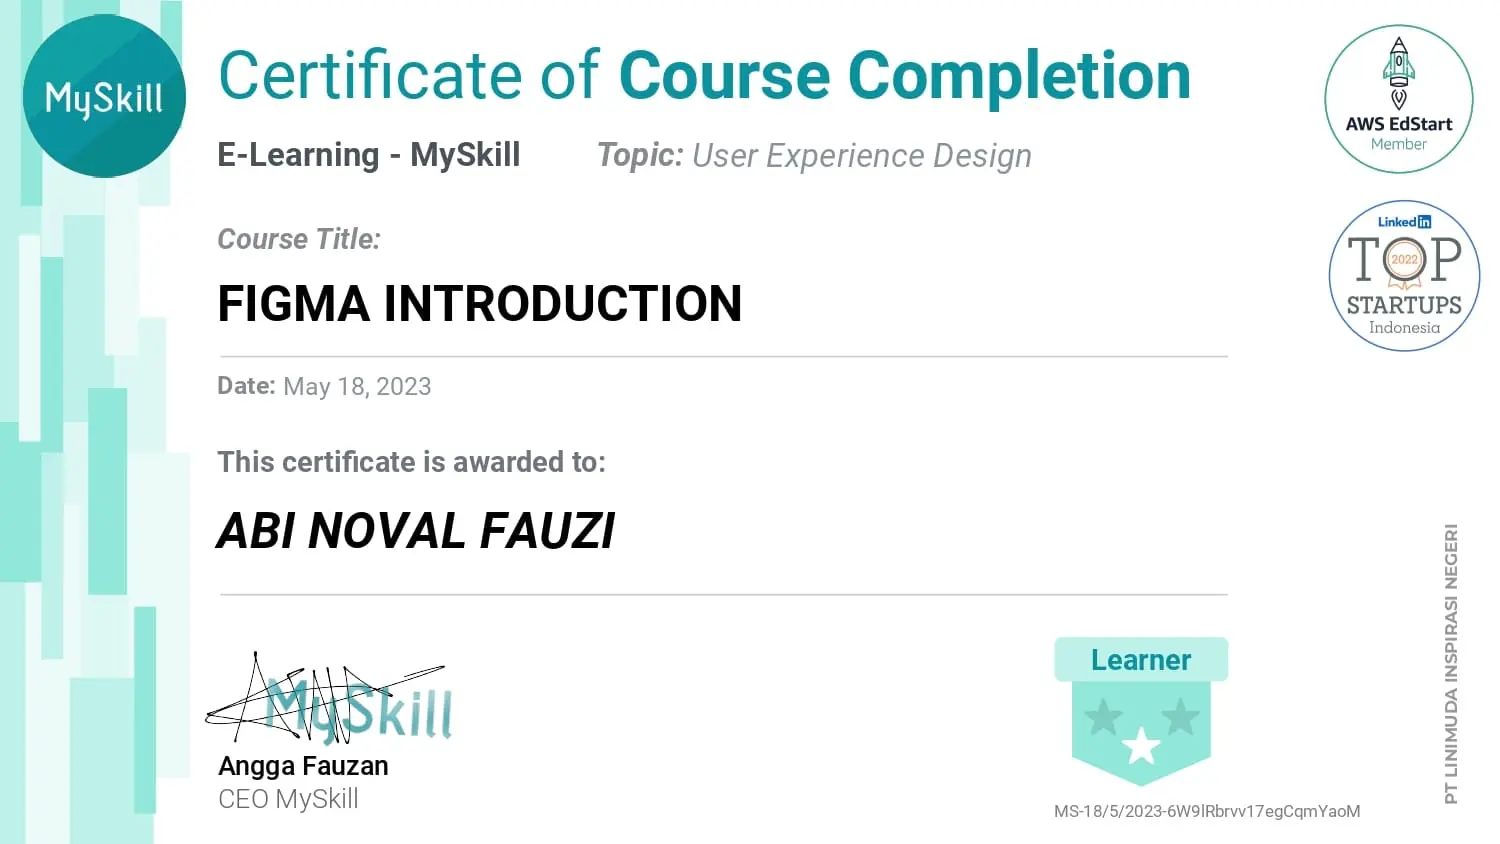 MySkill
Certificate of Course Completion
E-Learning - MySkill
Topic: User Experience Design
AWS EdStart
Member
Linked in
TOP
2022
STARTUPS
Indonesia
Course Title:
FIGMA INTRODUCTION
Date: May 18, 2023
This certificate is awarded to:
ABI NOVAL FAUZI
MySkill
Angga Fauzan
CEO MySkill
Learner
MS-18/5/2023-6W9lRbrvv17egCqmYaoM
PT LINIMUDA INSPIRASI NEGERI